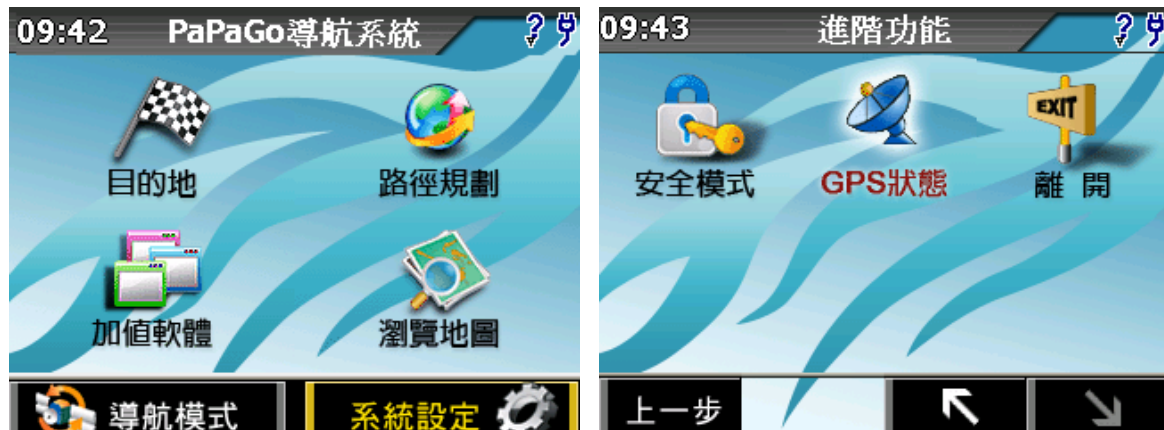 09:42 PaPaGo導航系統
目的地 路徑規劃
加值軟體 瀏覽地圖
導航模式 系統設定
09:43 進階功能
EXIT
安全模式 GPS狀態 離 開
上一步